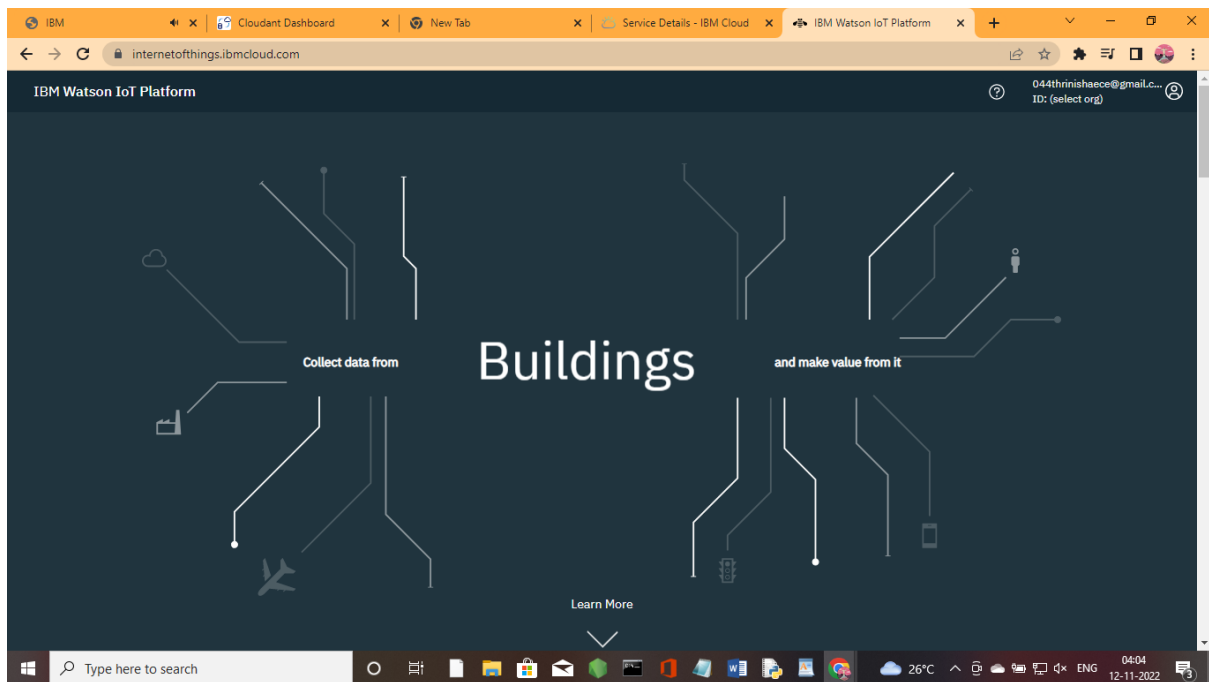 IBM
Cloudant Dashboard
New Tab
Service Details - IBM Cloud
IBM Watson IoT Platform
internetofthings.ibmcloud.com
IBM Watson IoT Platform
044thrinishaece@gmail.c...
ID: (select org)
Collect data from
Buildings
and make value from it
Learn More
Type here to search
26°C
ENG
04:04
12-11-2022
3